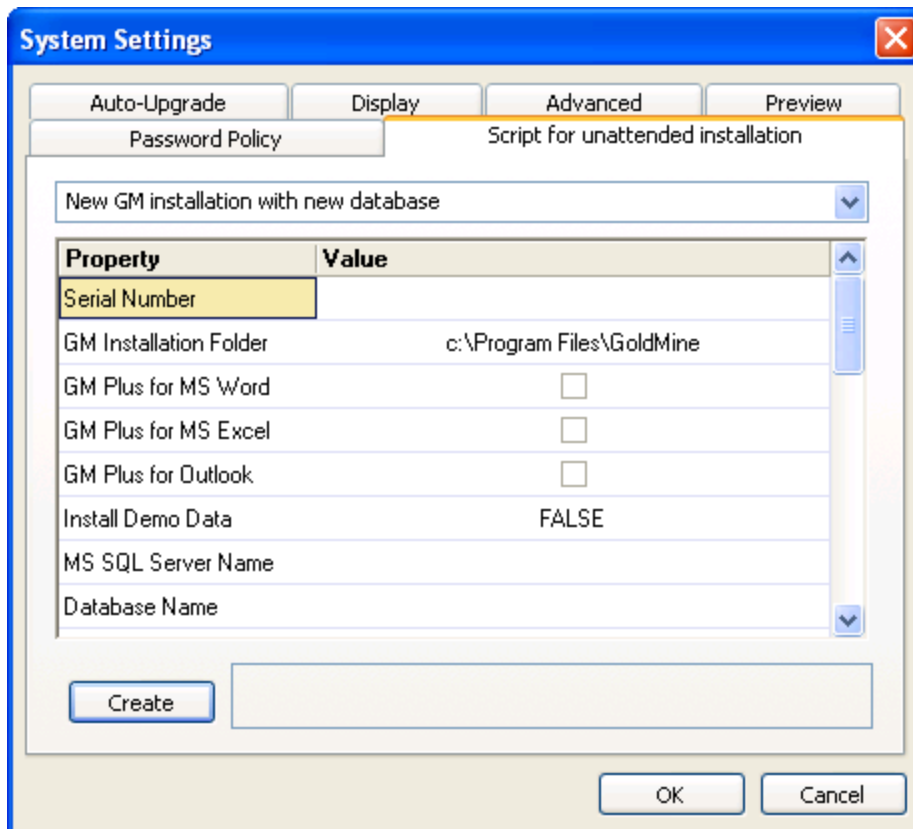 System Settings
Auto-Upgrade Display Advanced Preview
Password Policy Script for unattended installation
New GM installation with new database
Property Value
Serial Number
GM Installation Folder c:\Program Files\GoldMine
GM Plus for MS Word
GM Plus for MS Excel
GM Plus for Outlook
Install Demo Data FALSE
MS SQL Server Name
Database Name
Create
OK Cancel